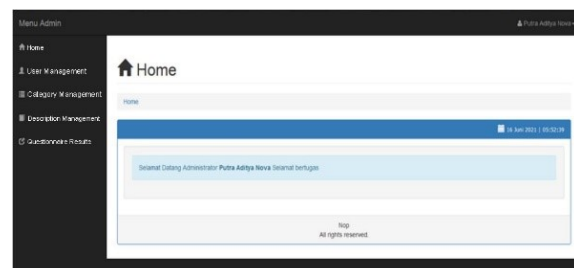 Menu Admin
Putra Aditya Nova
Home
User Management
Category Management
Description Management
Questionnaire Results
Home
Home
16 Juni 2021 | 05:52:39
Selamat Datang Administrator Putra Aditya Nova Selamat bertugas
Nop
All rights reserved.